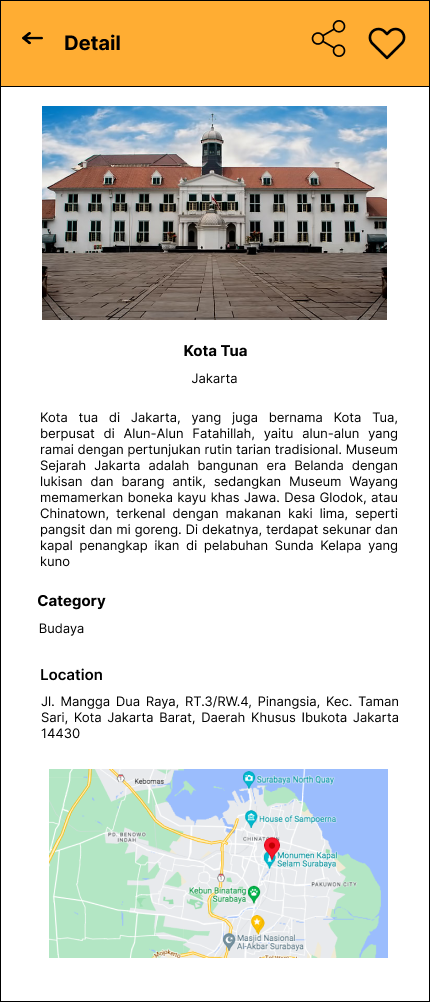 Detail
Kota Tua
Jakarta
Kota tua di Jakarta, yang juga bernama Kota Tua,
berpusat di Alun-Alun Fatahillah, yaitu alun-alun yang
ramai dengan pertunjukan rutin tarian tradisional. Museum
Sejarah Jakarta adalah bangunan era Belanda dengan
lukisan dan barang antik, sedangkan Museum Wayang
memamerkan boneka kayu khas Jawa. Desa Glodok, atau
Chinatown, terkenal dengan makanan kaki lima, seperti
pangsit dan mi goreng. Di dekatnya, terdapat sekunar dan
kapal penangkap ikan di pelabuhan Sunda Kelapa yang
kuno
Category
Budaya
Location
Jl. Mangga Dua Raya, RT.3/RW.4, Pinangsia, Kec. Taman
Sari, Kota Jakarta Barat, Daerah Khusus Ibukota Jakarta
14430
Kebomas
Surabaya North Quay
House of Sampoerna
PD. BENOWO
INDAH
CHINATO
Monumen Kapal
Selam Surabaya
PAKUWON CITY
Kebun Binatang
Surabaya
Masjid Nasional
Al-Akbar Surabaya